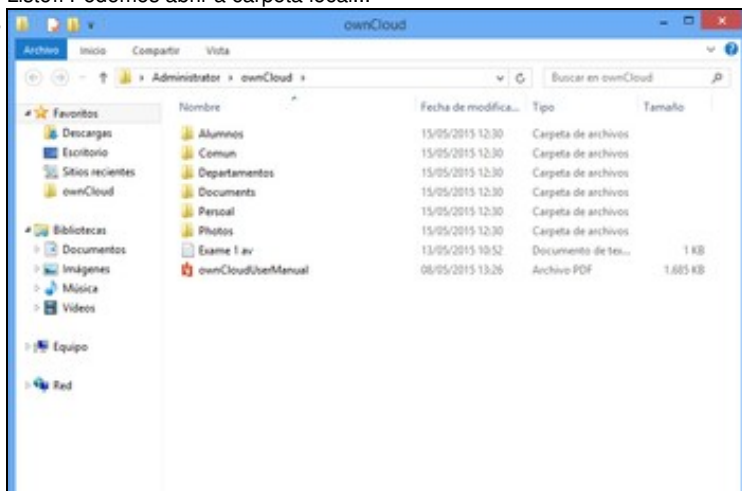 Listo!! Podemos abrir a carpeta local...
ownCloud
Archivo Inicio Compartir Vista
Administrator ownCloud
Buscar en ownCloud
Nombre Fecha de modifica... Tipo Tamaño
Favoritos
Descargas
Escritorio
Sitios recientes
ownCloud
Bibliotecas
Documentos
Imágenes
Música
Vídeos
Equipo
Red
Alumnos 15/05/2015 12:30 Carpeta de archivos
Comun 15/05/2015 12:30 Carpeta de archivos
Departamentos 15/05/2015 12:30 Carpeta de archivos
Documents 15/05/2015 12:30 Carpeta de archivos
Persoal 15/05/2015 12:30 Carpeta de archivos
Photos 15/05/2015 12:30 Carpeta de archivos
Exame 1 av 13/05/2015 10:52 Documento de tex... 1 KB
ownCloudUserManual 08/05/2015 13:26 Archivo PDF 1.685 KB